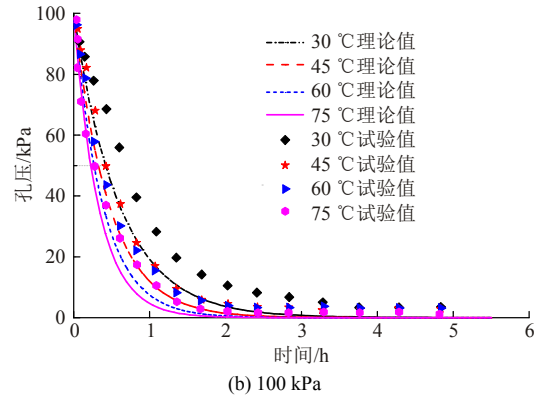 100
80
60
40
20
0
孔压/kPa
30 ℃理论值
45 ℃理论值
60 ℃理论值
75 ℃理论值
30 ℃试验值
45 ℃试验值
60 ℃试验值
75 ℃试验值
0 1 2 3 4 5 6
时间/h
(b) 100 kPa